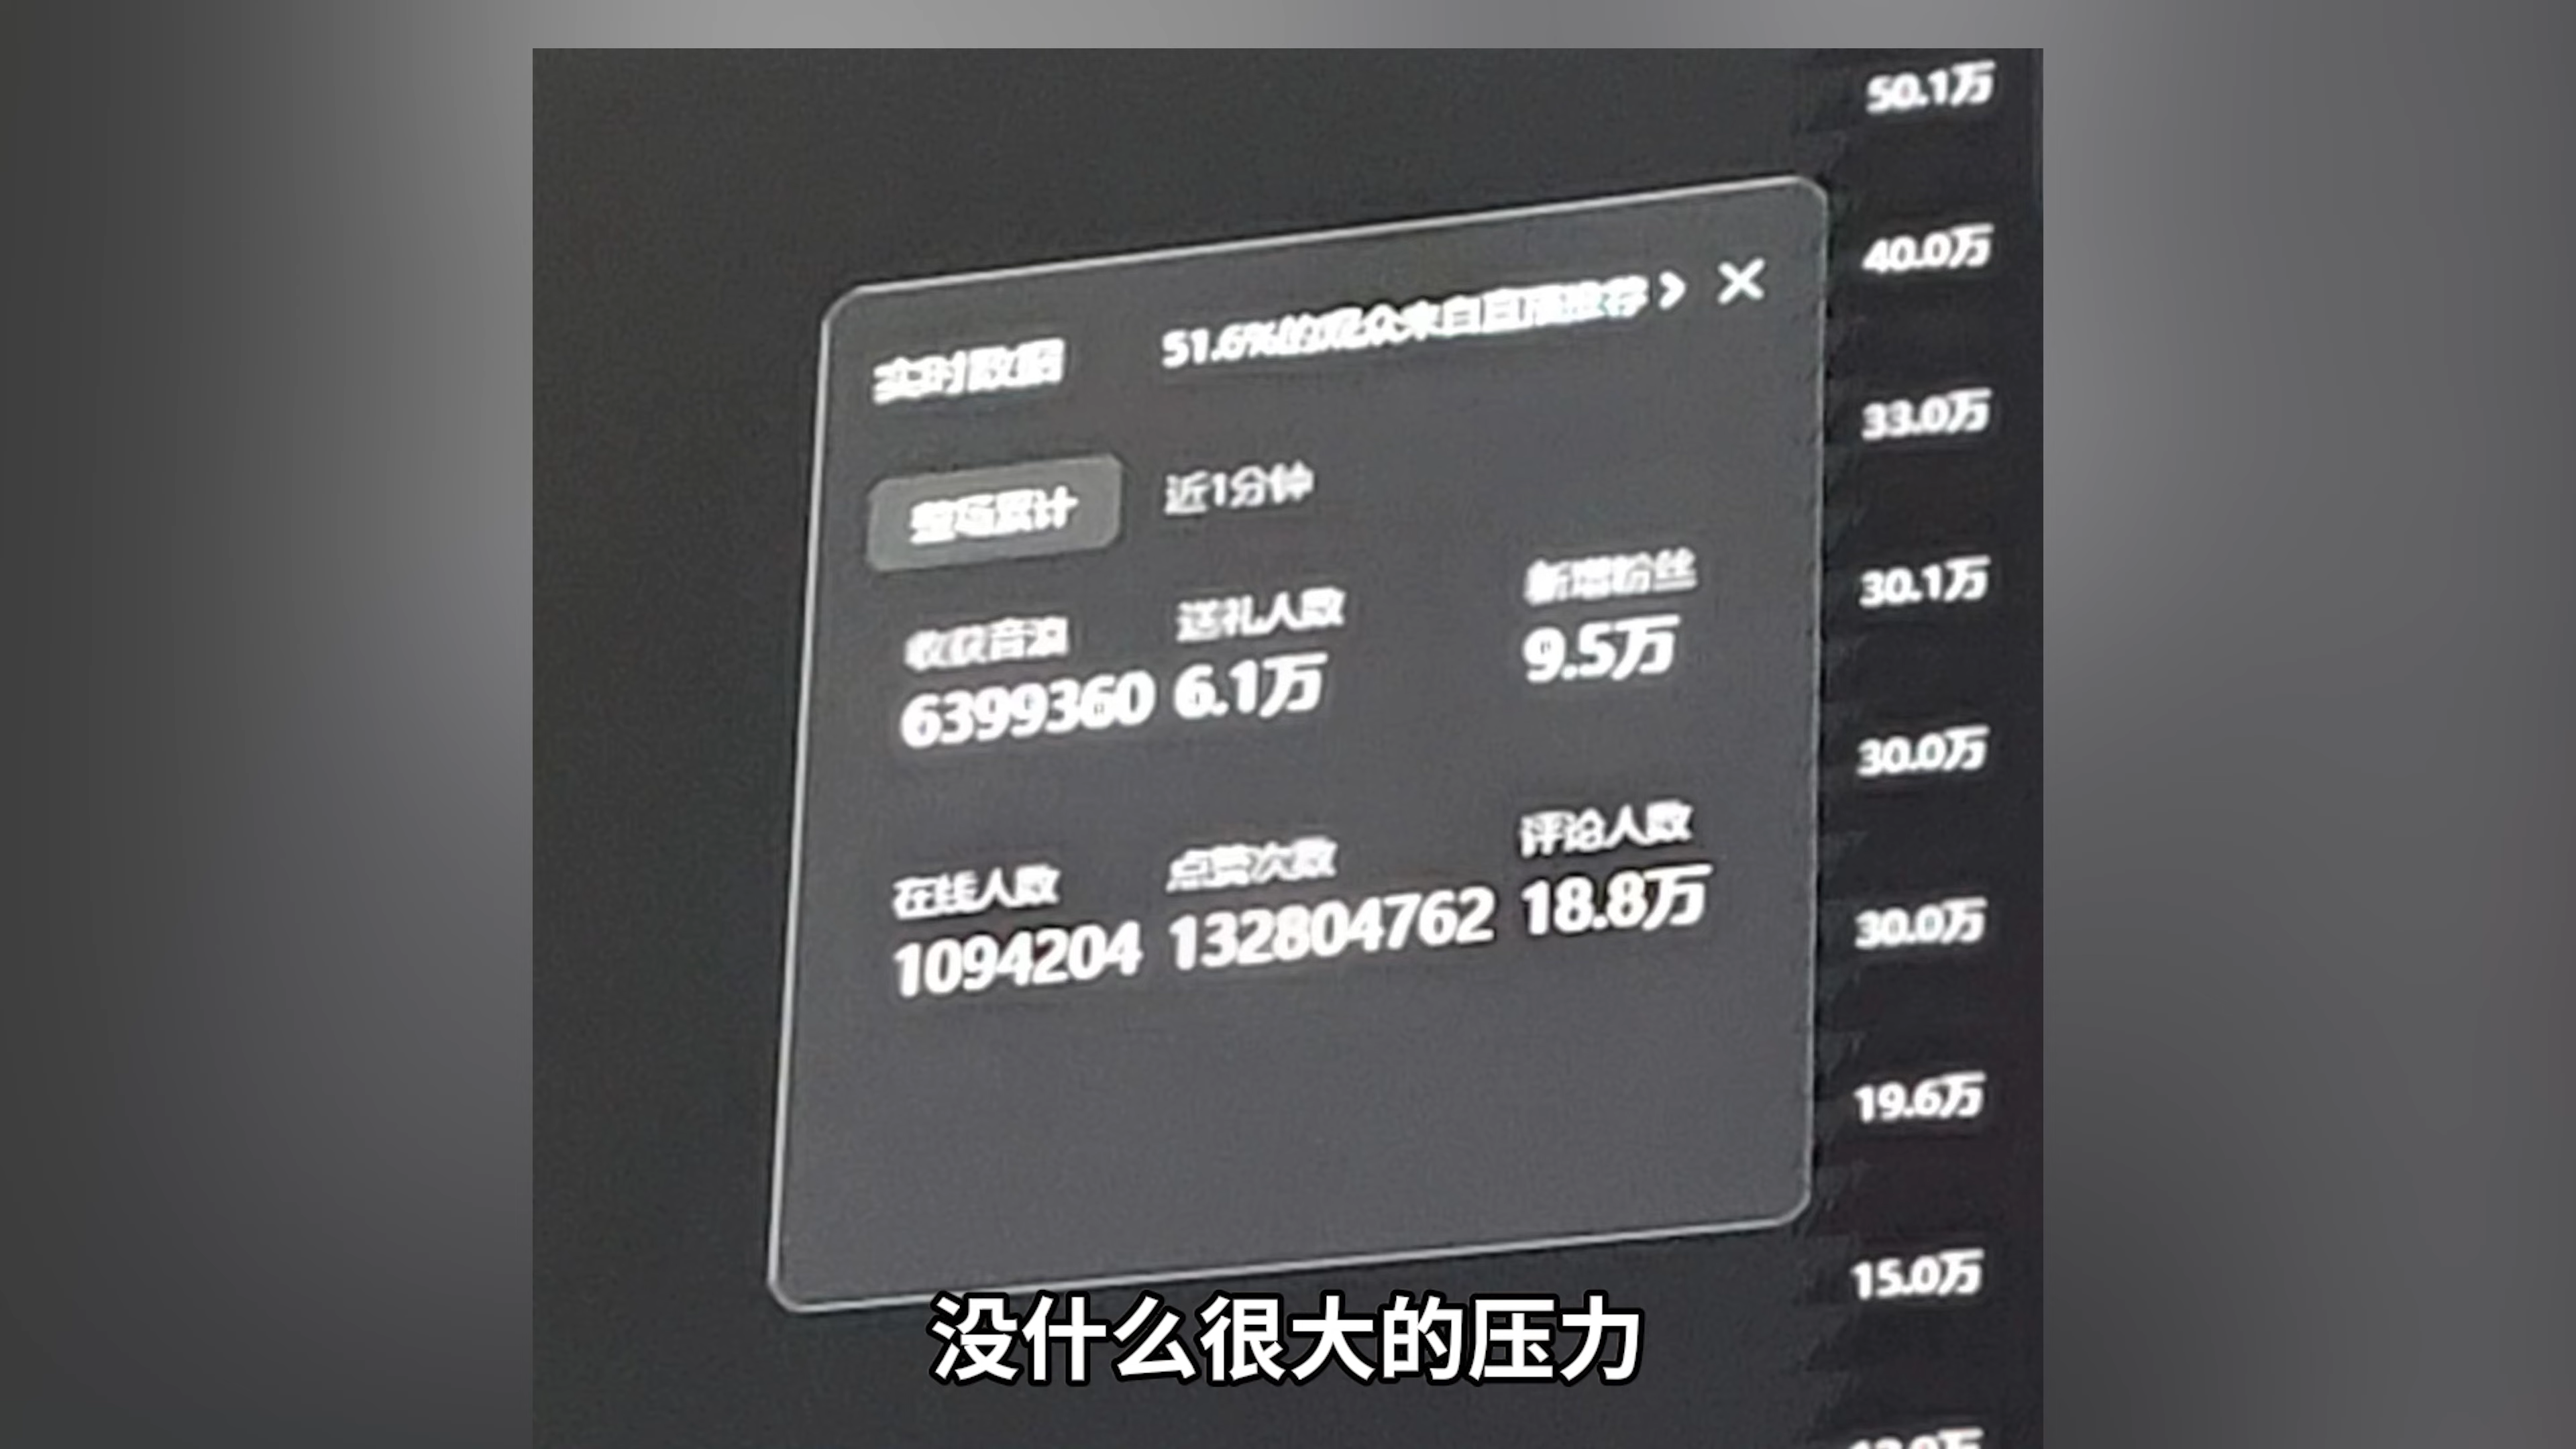 50.1万
40.0万
33.0万
30.1万
30.0万
30.0万
19.6万
15.0万
实时数据
51.6%的观众来自直播推荐 >
整场累计
近1分钟
收获音浪
6399360
送礼人数
6.1万
新增粉丝
9.5万
在线人数
1094204
点赞次数
132804762
评论人数
18.8万
没什么很大的压力